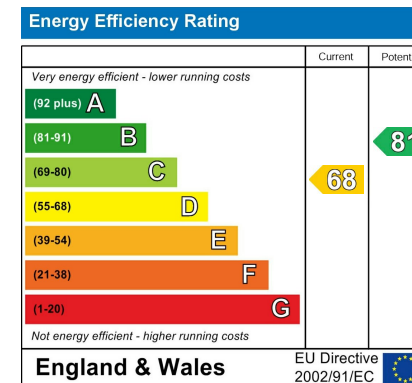 Energy Efficiency Rating
Current Potent
Very energy efficient - lower running costs
(92 plus) A
(81-91) B
81
(69-80) C
68
(55-68) D
(39-54) E
(21-38) F
(1-20) G
Not energy efficient - higher running costs
England & Wales
EU Directive
2002/91/EC